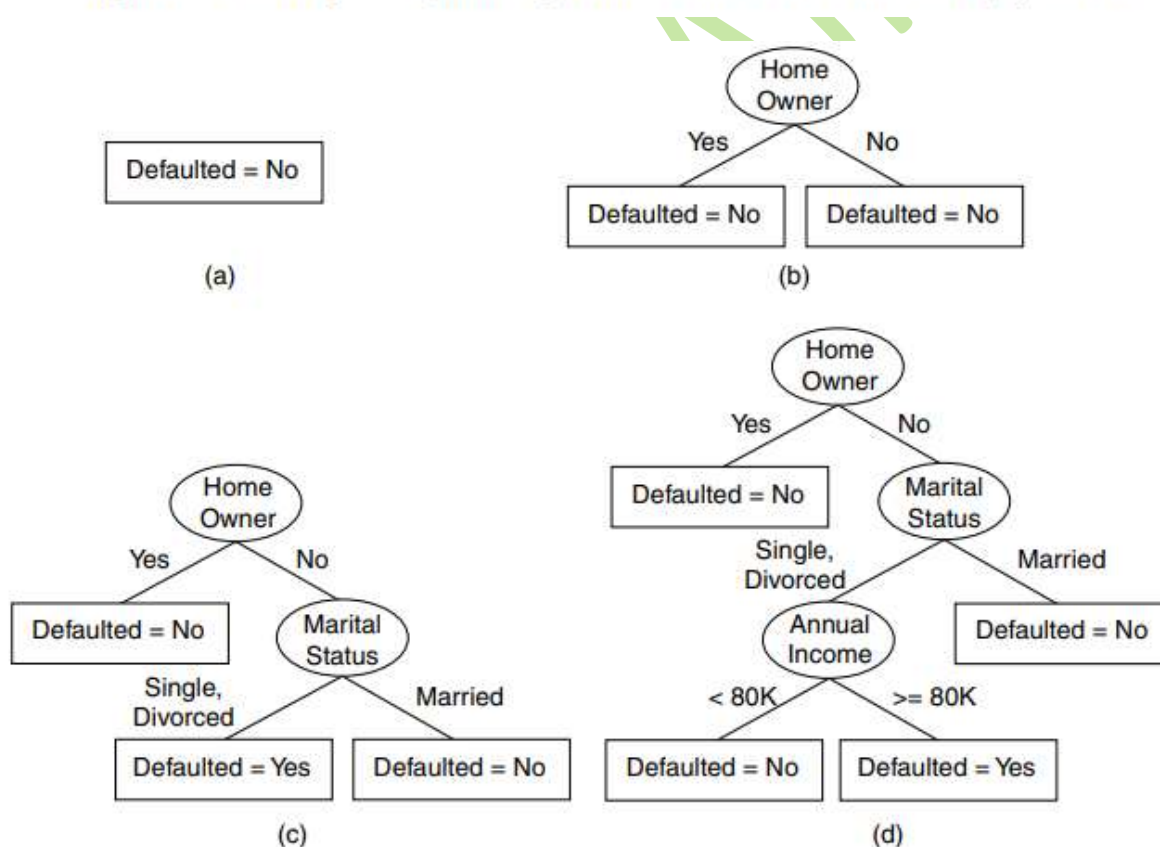 Home
Owner
Yes
No
Defaulted = No
Defaulted = No
Defaulted = No
(a)
(b)
Home
Owner
Yes
No
Defaulted = No
Marital
Status
Single,
Divorced
Married
Defaulted = Yes
Defaulted = No
(c)
Home
Owner
Yes
No
Defaulted = No
Marital
Status
Single,
Divorced
Married
Annual
Income
Defaulted = No
< 80K
>= 80K
Defaulted = No
Defaulted = Yes
(d)